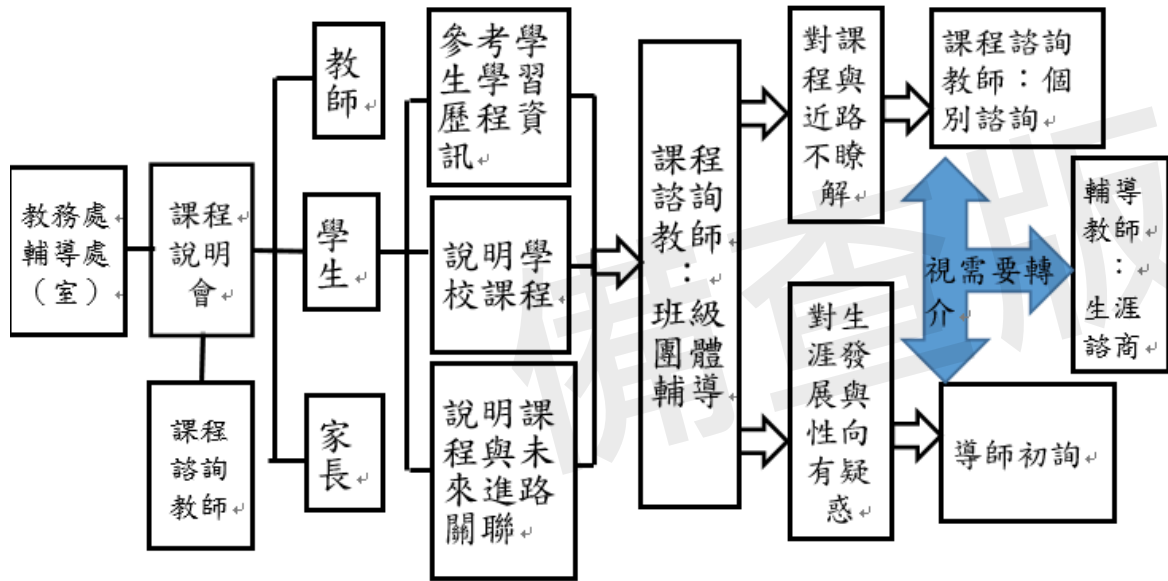 教務處
輔導處
（室）
課程
說明
會
課程
諮詢
教師
教
師
學
生
家
長
參考學
生學習
歷程資
訊
說明學
校課程
說明課
程與未
來進路
關聯
課程
諮詢
教師
：
班級
團體
輔導
對課
程與
近路
不瞭
解
對生
涯發
展與
性向
有疑
惑
課程諮詢
教師：個
別諮詢
視需要轉
介
輔導
教師
：
生涯
諮商
導師初詢
備查版